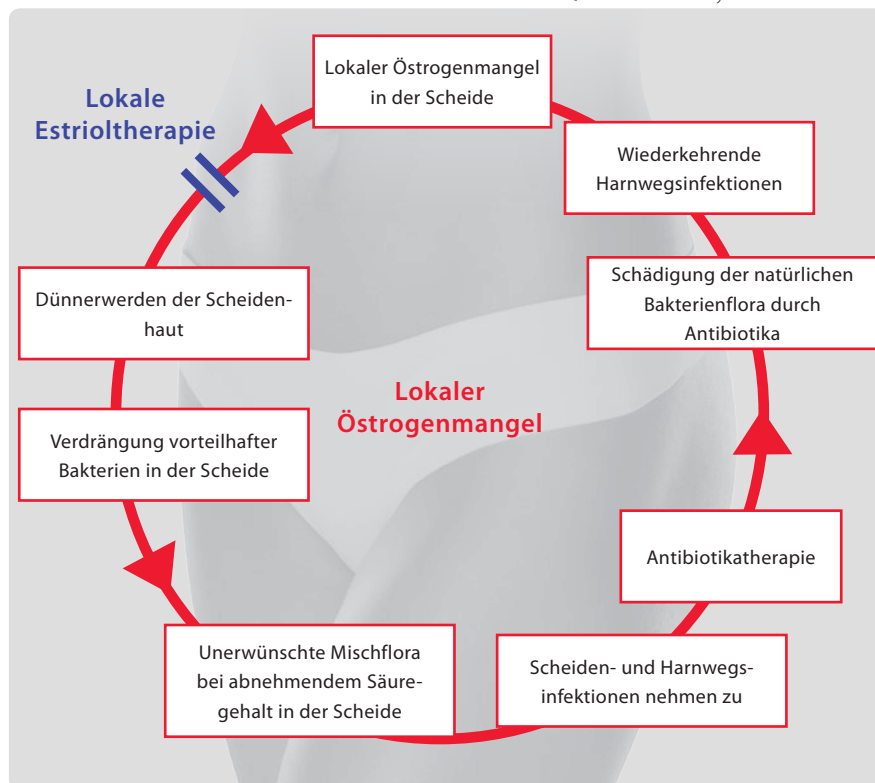 Lokaler Östrogenmangel
in der Scheide
Lokale
Estrioltherapie
Dünnerwerden der Scheiden-
haut
Verdrängung vorteilhafter
Bakterien in der Scheide
Unerwünschte Mischflora
bei abnehmendem Säure-
gehalt in der Scheide
Scheiden- und Harnwegs-
infektionen nehmen zu
Antibiotikatherapie
Schädigung der natürlichen
Bakterienflora durch
Antibiotika
Wiederkehrende
Harnwegsinfektionen
Lokaler
Östrogenmangel